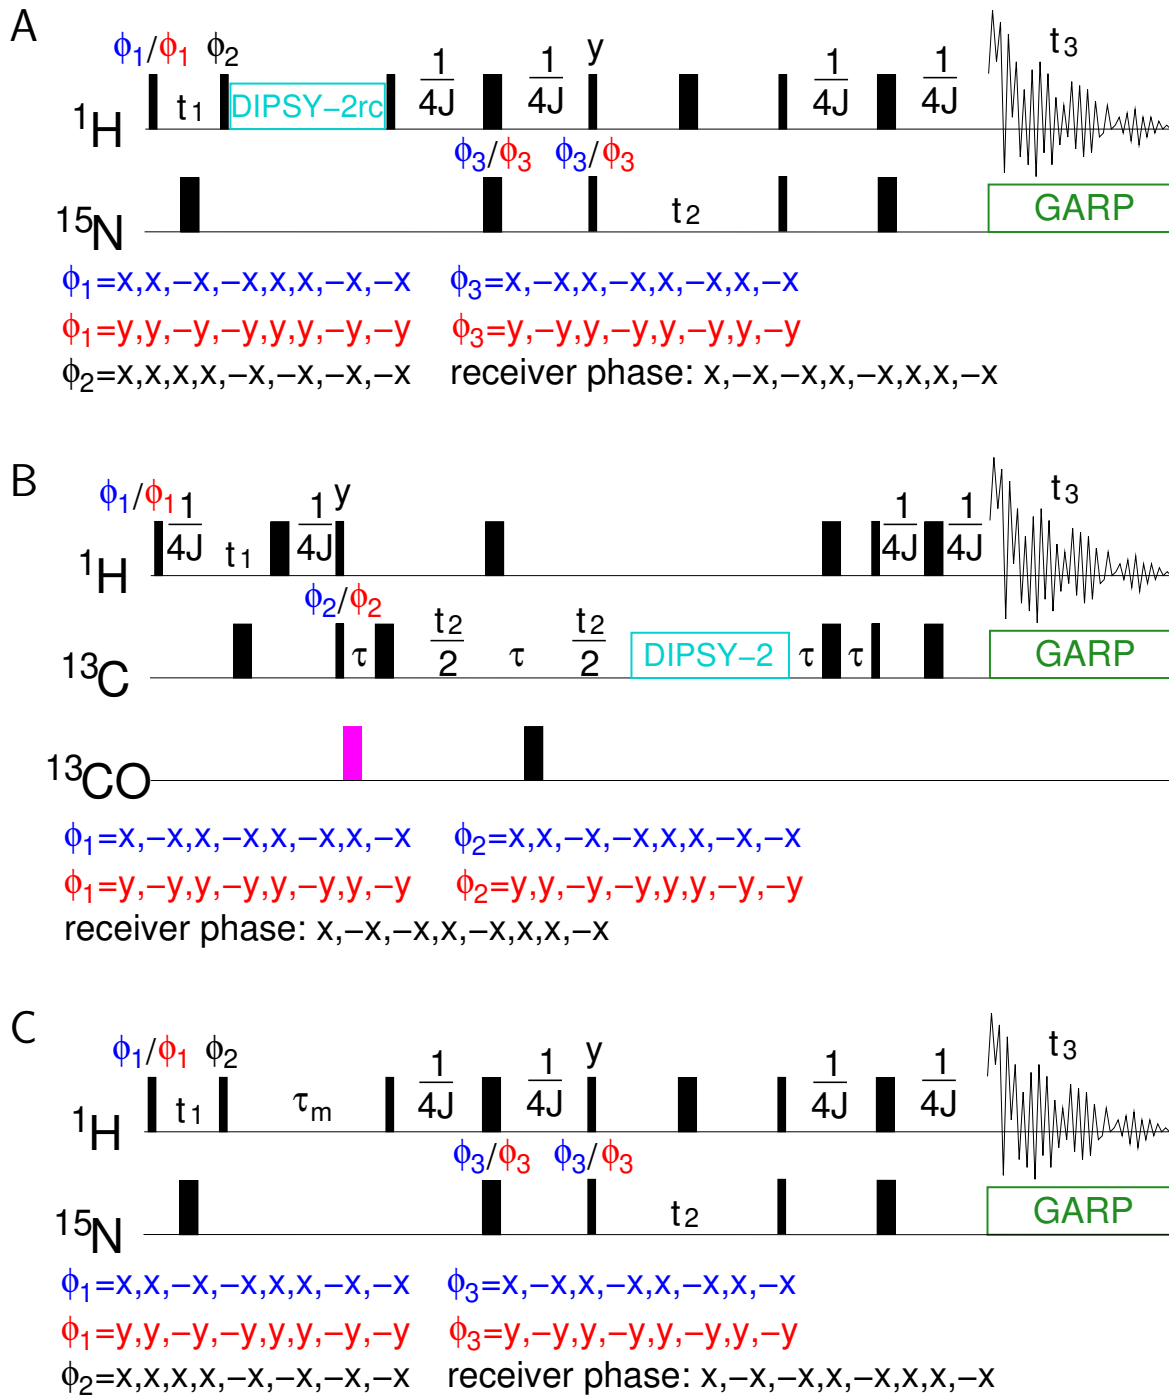 A
ϕ1/ϕ1 ϕ2 y t3
1/4J 1/4J 1/4J 1/4J
1H t1 DIPSY−2rc
ϕ3/ϕ3 ϕ3/ϕ3
15N t2 GARP
ϕ1=x,x,−x,−x,x,x,−x,−x ϕ3=x,−x,x,−x,x,−x,x,−x
ϕ1=y,y,−y,−y,y,y,−y,−y ϕ3=y,−y,y,−y,y,−y,y,−y
ϕ2=x,x,x,x,−x,−x,−x,−x receiver phase: x,−x,−x,x,−x,x,x,−x
B
ϕ1/ϕ1 y t3
1/4J 1/4J 1/4J 1/4J
1H t1
ϕ2/ϕ2
13C τ t2/2 τ t2/2 DIPSY−2 τ τ GARP
13CO
ϕ1=x,−x,x,−x,x,−x,x,−x ϕ2=x,x,−x,−x,x,x,−x,−x
ϕ1=y,−y,y,−y,y,−y,y,−y ϕ2=y,y,−y,−y,y,y,−y,−y
receiver phase: x,−x,−x,x,−x,x,x,−x
C
ϕ1/ϕ1 ϕ2 y t3
1/4J 1/4J 1/4J 1/4J
1H t1 τm
ϕ3/ϕ3 ϕ3/ϕ3
15N t2 GARP
ϕ1=x,x,−x,−x,x,x,−x,−x ϕ3=x,−x,x,−x,x,−x,x,−x
ϕ1=y,y,−y,−y,y,y,−y,−y ϕ3=y,−y,y,−y,y,−y,y,−y
ϕ2=x,x,x,x,−x,−x,−x,−x receiver phase: x,−x,−x,x,−x,x,x,−x